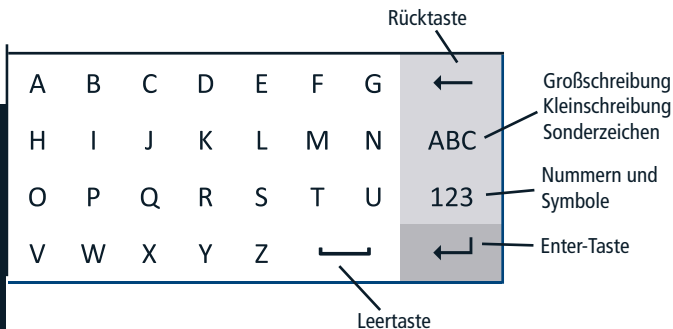 Rücktaste
A B C D E F G
Großschreibung
Kleinschreibung
Sonderzeichen
H I J K L M N ABC
O P Q R S T U 123
Nummern und
Symbole
V W X Y Z
Enter-Taste
Leertaste